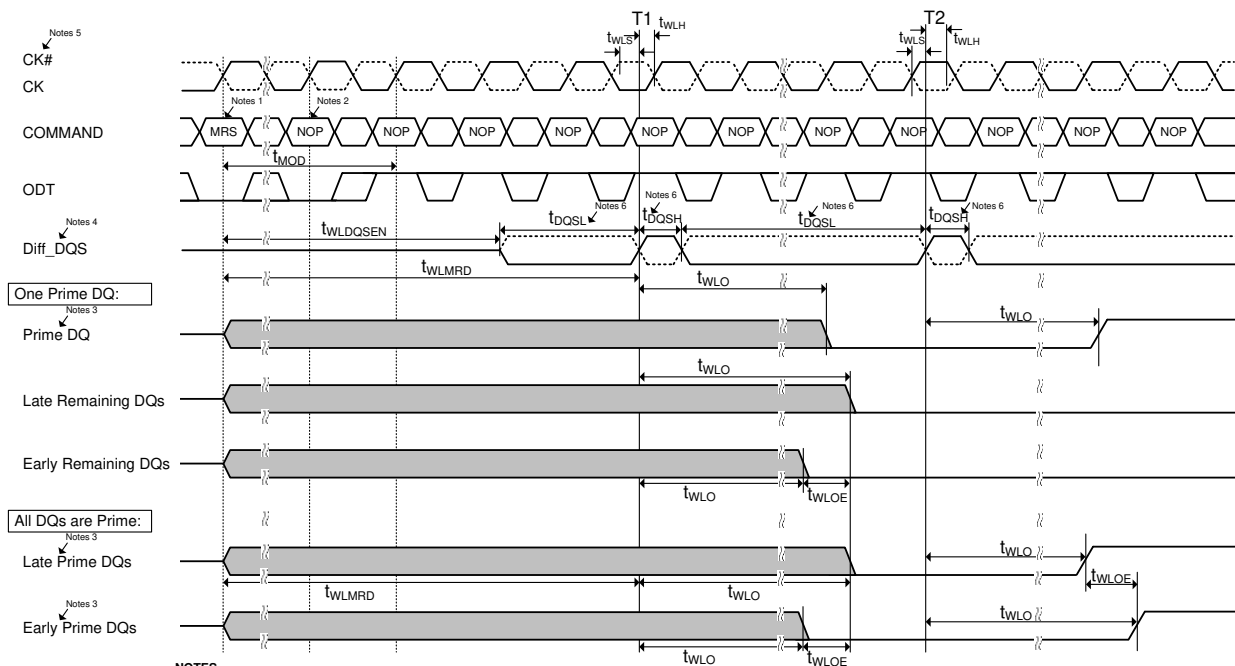 T1 T2
tWLS tWLH tWLS tWLH
Notes 5
CK#
CK
Notes 1 Notes 2
COMMAND MRS NOP NOP NOP NOP NOP NOP NOP NOP NOP NOP NOP
tMOD
ODT
Notes 6 Notes 6 Notes 6 Notes 6
tDQSL tDQSH tDQSL tDQSH
Notes 4
Diff_DQS
tWLDQSEN
tWLMRD
tWLO
One Prime DQ:
Notes 3
Prime DQ
tWLO
tWLO
Late Remaining DQs
Early Remaining DQs
tWLO tWLOE
All DQs are Prime:
Notes 3
Late Prime DQs
tWLO
tWLOE
tWLMRD tWLO
Notes 3
Early Prime DQs
tWLO
tWLO tWLOE
NOTES